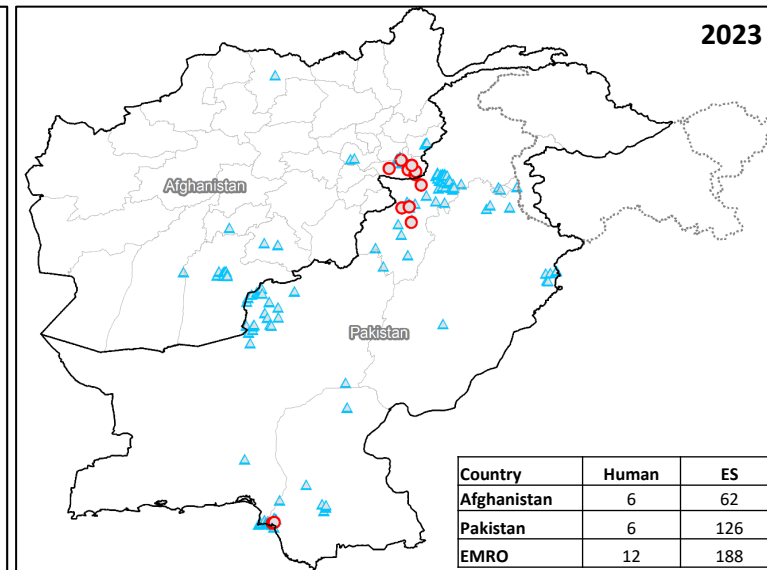 2023
Afghanistan
Pakistan
Country Human ES
Afghanistan 6 62
Pakistan 6 126
EMRO 12 188